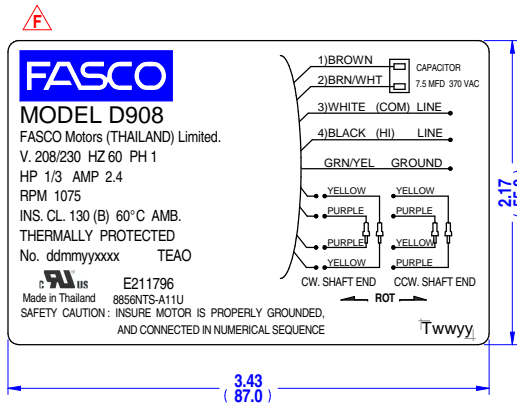 F
FASCO
MODEL D908
FASCO Motors (THAILAND) Limited.
V. 208/230 HZ 60 PH 1
HP 1/3 AMP 2.4
RPM 1075
INS. CL. 130 (B) 60°C AMB.
THERMALLY PROTECTED
No. ddmmyyxxxx TEAO
c RU US E211796
Made in Thailand 8856NTS-A11U
SAFETY CAUTION: INSURE MOTOR IS PROPERLY GROUNDED,
AND CONNECTED IN NUMERICAL SEQUENCE
1)BROWN
2)BRN/WHT
CAPACITOR
7.5 MFD 370 VAC
3)WHITE (COM) LINE
4)BLACK (HI) LINE
GRN/YEL GROUND
YELLOW YELLOW
PURPLE PURPLE
PURPLE YELLOW
YELLOW PURPLE
CW. SHAFT END CCW. SHAFT END
ROT
Twwyy
2.17
3.43
( 87.0 )